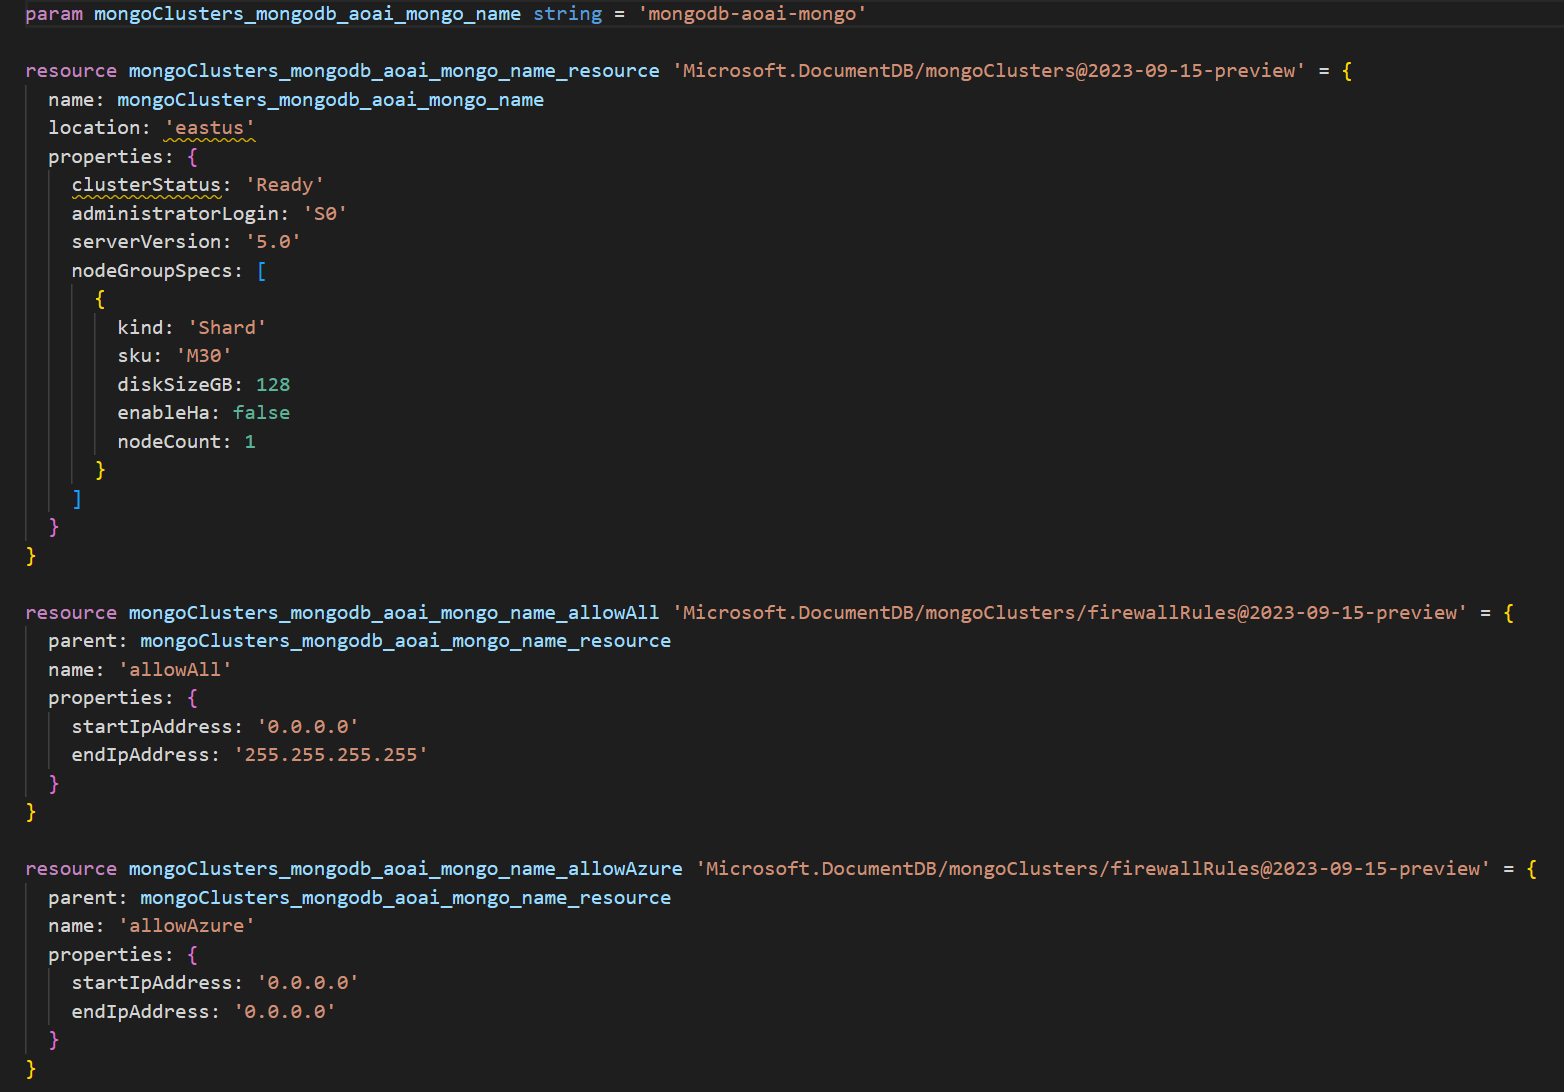 param mongoClusters_mongodb_aoai_mongo_name string = 'mongodb-aoai-mongo'

resource mongoClusters_mongodb_aoai_mongo_name_resource 'Microsoft.DocumentDB/mongoClusters@2023-09-15-preview' = {
  name: mongoClusters_mongodb_aoai_mongo_name
  location: 'eastus'
  properties: {
    clusterStatus: 'Ready'
    administratorLogin: 'S0'
    serverVersion: '5.0'
    nodeGroupSpecs: [
      {
        kind: 'Shard'
        sku: 'M30'
        diskSizeGB: 128
        enableHa: false
        nodeCount: 1
      }
    ]
  }
}

resource mongoClusters_mongodb_aoai_mongo_name_allowAll 'Microsoft.DocumentDB/mongoClusters/firewallRules@2023-09-15-preview' = {
  parent: mongoClusters_mongodb_aoai_mongo_name_resource
  name: 'allowAll'
  properties: {
    startIpAddress: '0.0.0.0'
    endIpAddress: '255.255.255.255'
  }
}

resource mongoClusters_mongodb_aoai_mongo_name_allowAzure 'Microsoft.DocumentDB/mongoClusters/firewallRules@2023-09-15-preview' = {
  parent: mongoClusters_mongodb_aoai_mongo_name_resource
  name: 'allowAzure'
  properties: {
    startIpAddress: '0.0.0.0'
    endIpAddress: '0.0.0.0'
  }
}